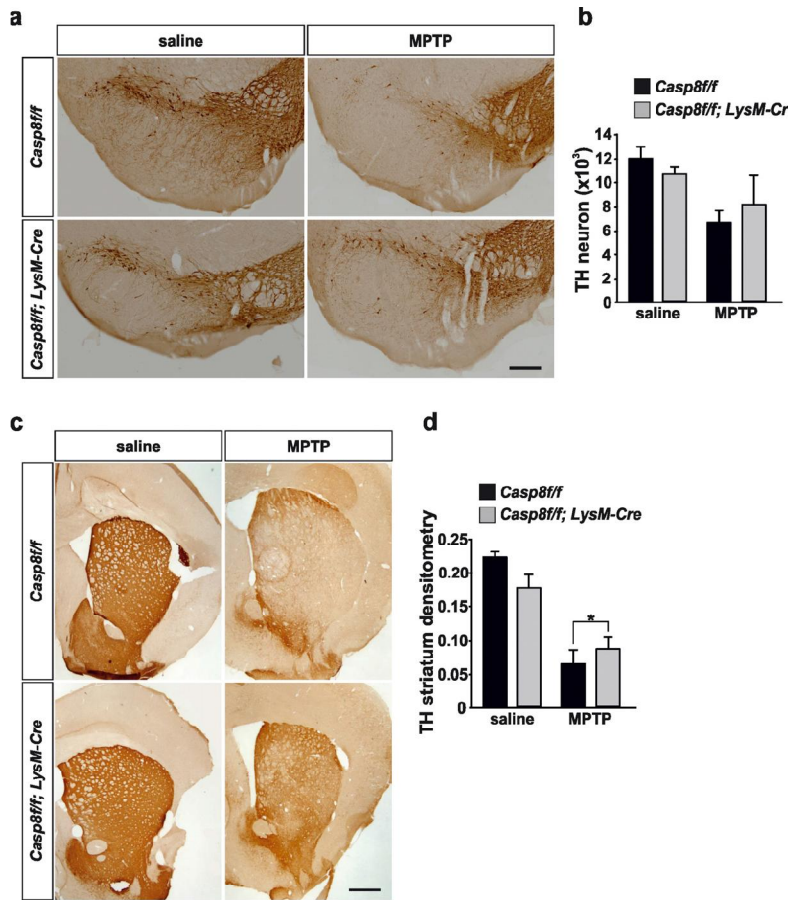 a
saline MPTP
Casp8f/f
Casp8f/f; LysM-Cre
b
Casp8f/f
Casp8f/f; LysM-Cr
TH neuron (x10³)
14
12
10
8
6
4
2
0
saline MPTP
c
saline MPTP
Casp8f/f
Casp8f/f; LysM-Cre
d
Casp8f/f
Casp8f/f; LysM-Cre
TH striatum densitometry
0.25
0.20
0.15
0.10
0.05
0
*
saline MPTP